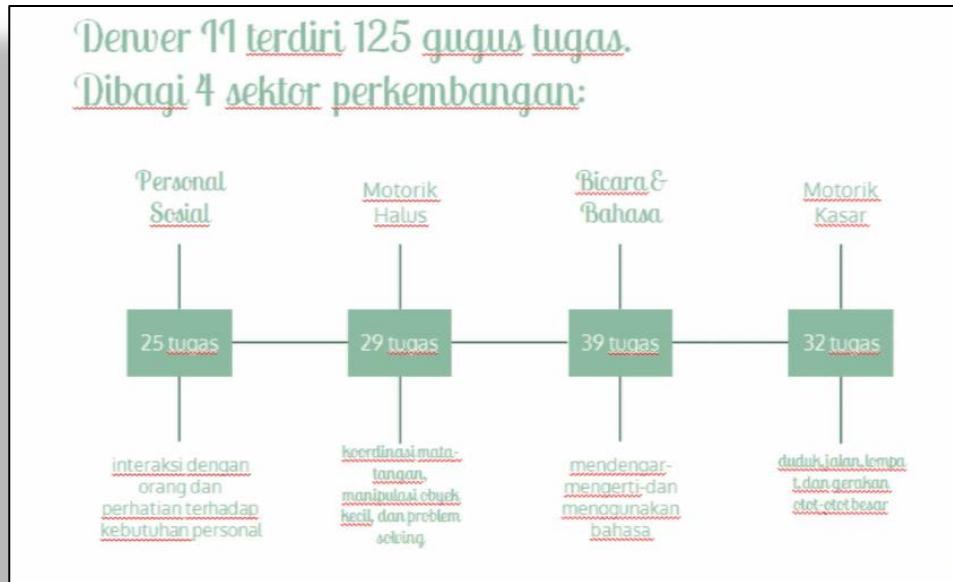 Denver II terdiri 125 gugus tugas.
Dibagi 4 sektor perkembangan:
Personal
Sosial
Motorik
Halus
Bicara &
Bahasa
Motorik
Kasar
25 tugas
29 tugas
39 tugas
32 tugas
interaksi dengan
orang dan
perhatian terhadap
kebutuhan personal
koordinasi mata-
tangan,
manipulasi obyek
kecil, dan problem
solving
mendengar-
mengerti-dan
menggunakan
bahasa
duduk, jalan, lompa
t, dan gerakan
otot-otot besar